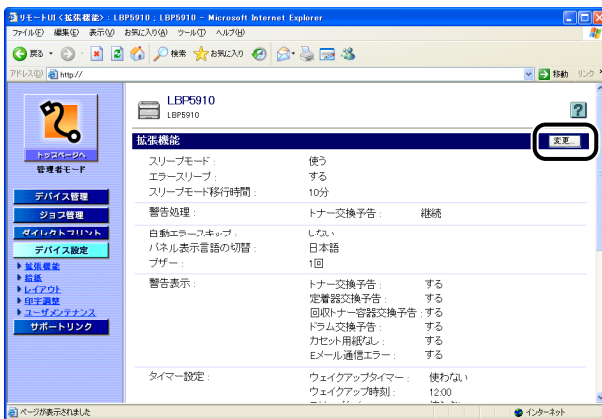 リモートUI <拡張機能> : LBP5910 ; LBP5910 - Microsoft Internet Explorer
ファイル(F) 編集(E) 表示(V) お気に入り(A) ツール(T) ヘルプ(H)
戻る 検索 お気に入り
アドレス(D) http:// 移動 リンク
LBP5910
LBP5910
トップページへ
管理者モード
デバイス管理
ジョブ管理
ダイレクトプリント
デバイス設定
拡張機能
給紙
レイアウト
印字調整
ユーザメンテナンス
サポートリンク
拡張機能 変更...
スリープモード : 使う
エラースリープ : する
スリープモード移行時間 : 10分
警告処理 : トナー交換予告 : 継続
自動エラースキップ : しない
パネル表示言語の切替 : 日本語
ブザー : 1回
警告表示 : トナー交換予告 : する
定着器交換予告 : する
回収トナー容器交換予告 : する
ドラム交換予告 : する
カセット用紙なし : する
Eメール通信エラー : する
タイマー設定 : ウェイクアップタイマー : 使わない
ウェイクアップ時刻 : 12:00
ページが表示されました インターネット